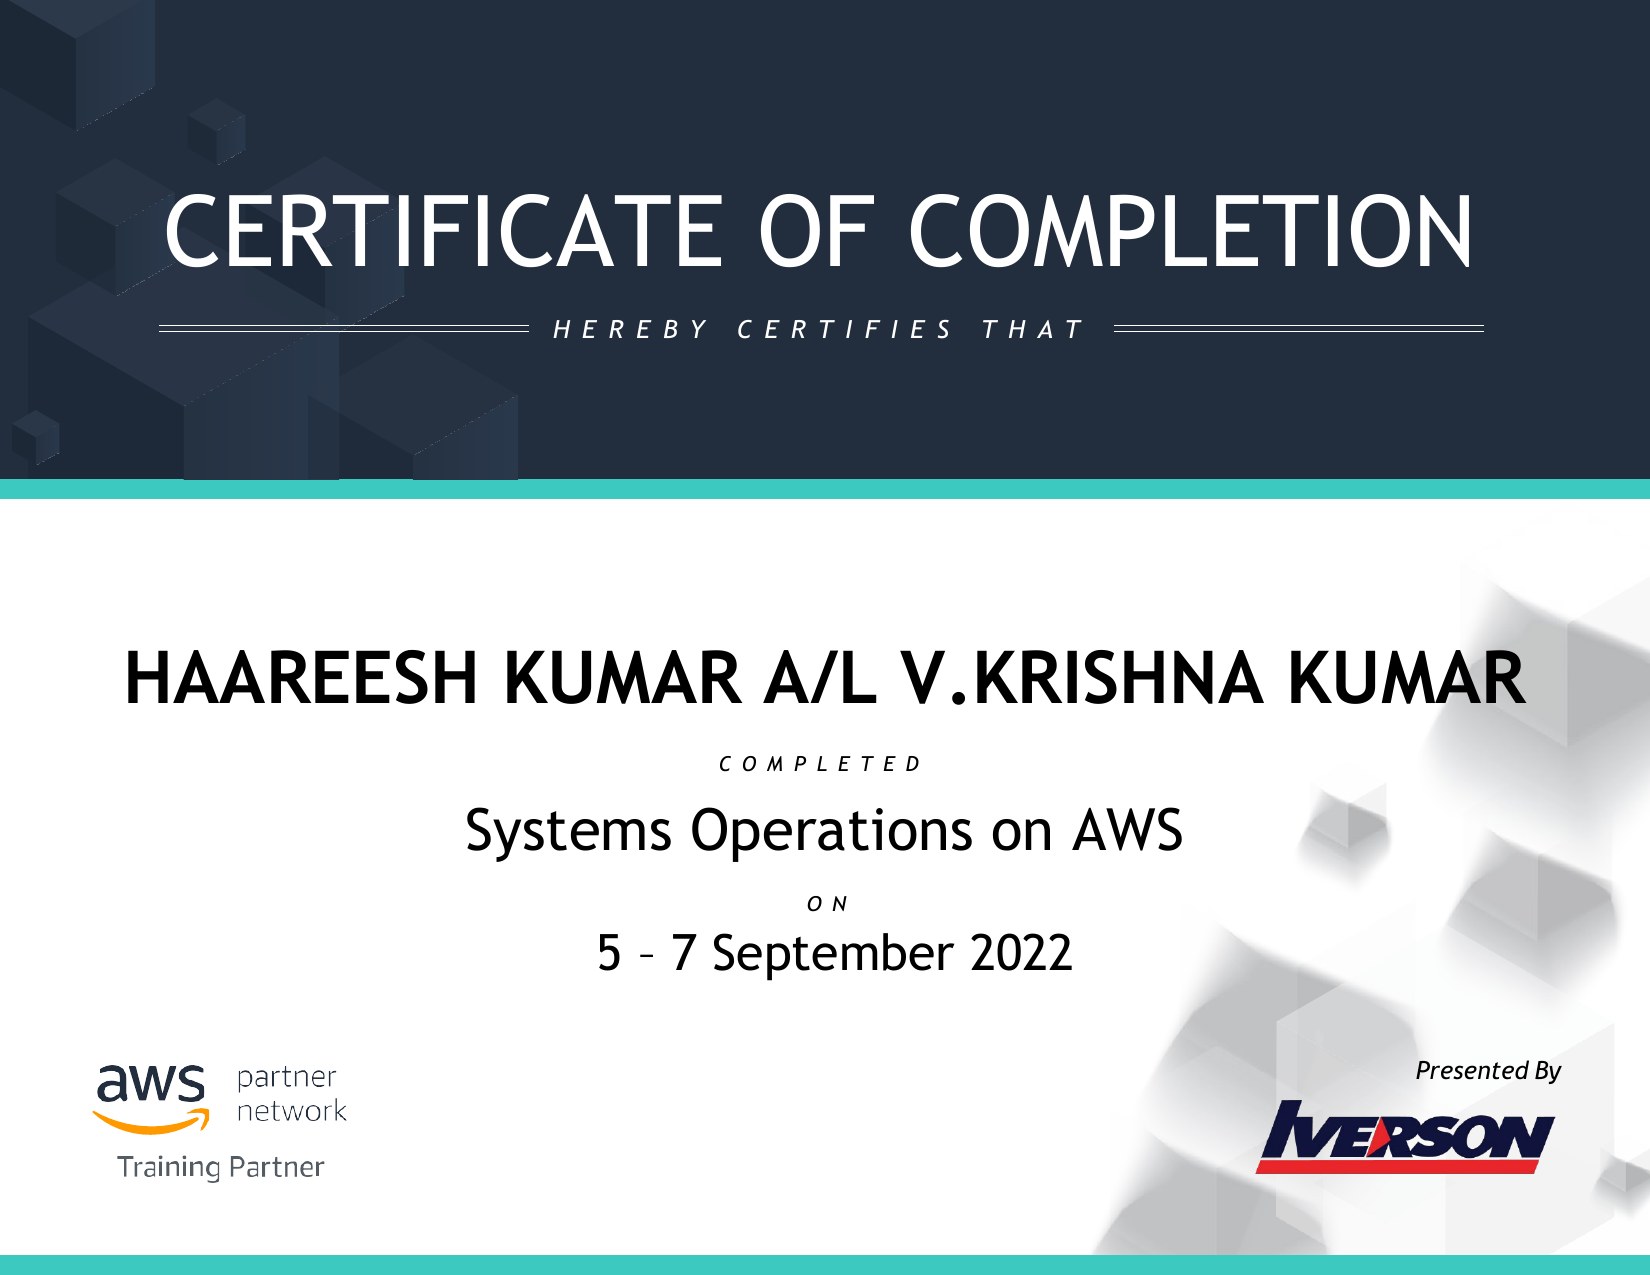 CERTIFICATE OF COMPLETION
HEREBY CERTIFIES THAT
HAAREESH KUMAR A/L V.KRISHNA KUMAR
COMPLETED
Systems Operations on AWS
ON
5 – 7 September 2022
aws partner
network
Training Partner
Presented By
IVERSON